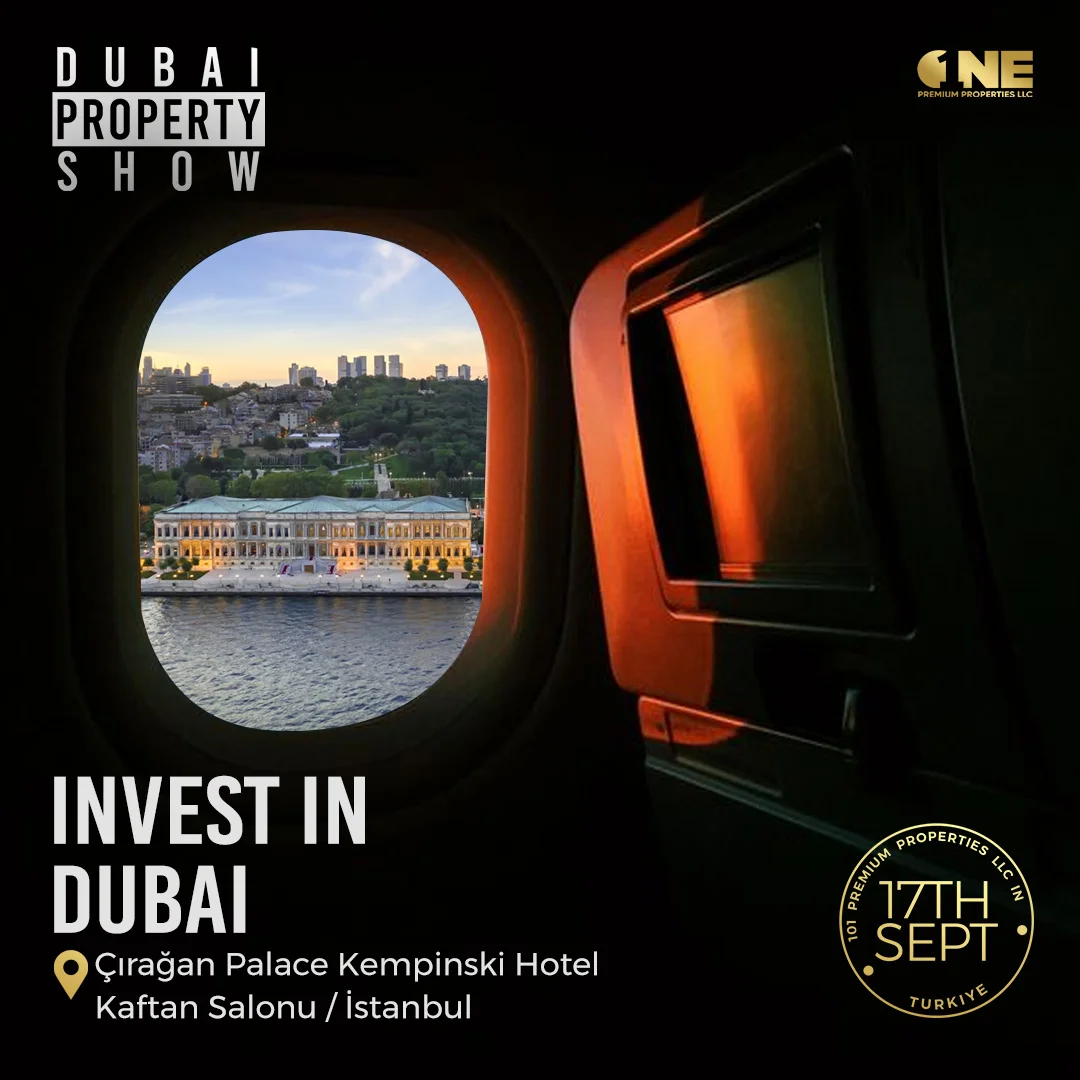 DUBAI
PROPERTY
SHOW
1NE
PREMIUM PROPERTIES LLC
INVEST IN
DUBAI
Çırağan Palace Kempinski Hotel
Kaftan Salonu / İstanbul
101 PREMIUM PROPERTIES LLC IN
17TH
SEPT
TURKIYE